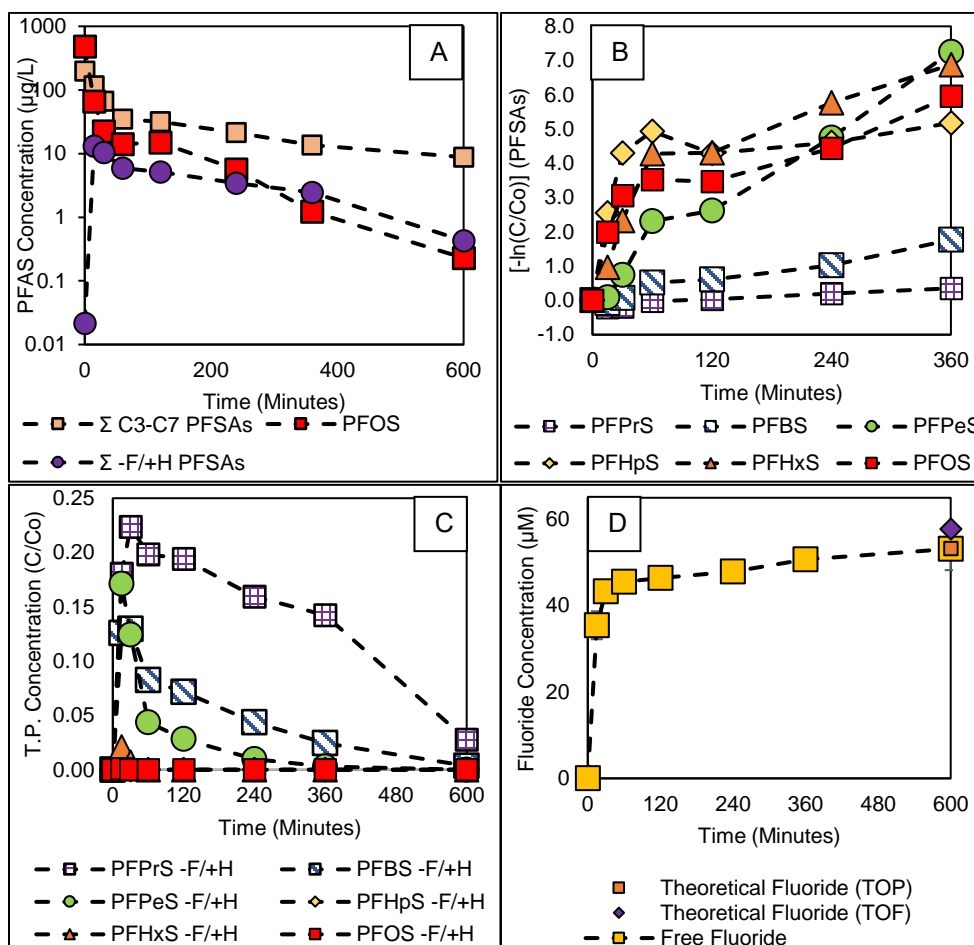 A
PFAS Concentration (µg/L)
1000
100
10
1
0.1
0.01
0 200 400 600
Time (Minutes)
Σ C3-C7 PFSAs PFOS
Σ -F/+H PFSAs
B
[-ln(C/Co)] (PFSAs)
8.0
7.0
6.0
5.0
4.0
3.0
2.0
1.0
0.0
-1.0
0 120 240 360
Time (Minutes)
PFPrS PFBS PFPeS
PFHpS PFHxS PFOS
C
T.P. Concentration (C/Co)
0.25
0.20
0.15
0.10
0.05
0.00
0 120 240 360 600
Time (Minutes)
PFPrS -F/+H PFBS -F/+H
PFPeS -F/+H PFHpS -F/+H
PFHxS -F/+H PFOS -F/+H
D
Fluoride Concentration (µM)
60
40
20
0
0 120 240 360 480 600
Time (Minutes)
Theoretical Fluoride (TOP)
Theoretical Fluoride (TOF)
Free Fluoride